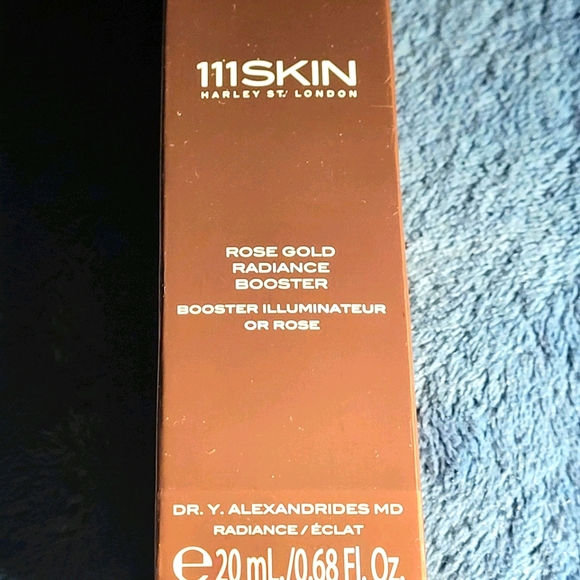 111SKIN
HARLEY ST. LONDON
ROSE GOLD
RADIANCE
BOOSTER
BOOSTER ILLUMINATEUR
OR ROSE
DR. Y. ALEXANDRIDES MD
RADIANCE / ÉCLAT
℮ 20 mL./0.68 Fl. Oz